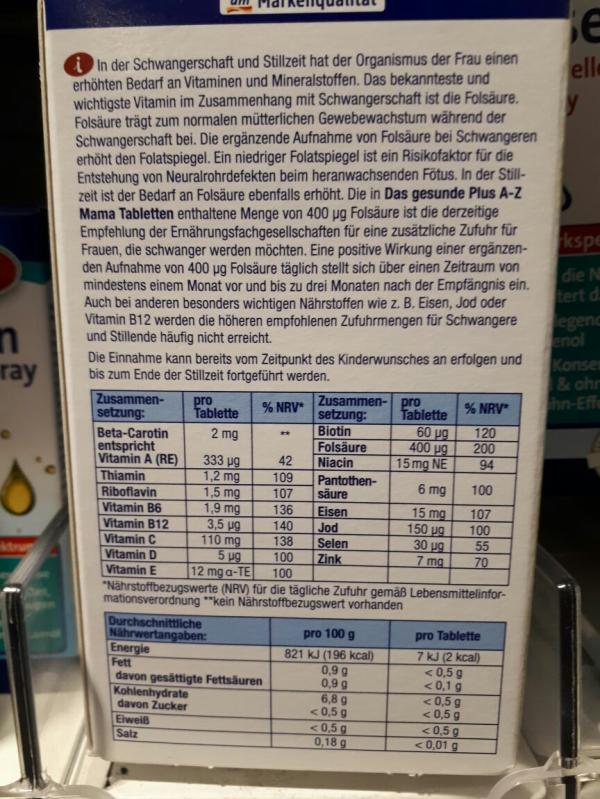 dm Markenqualität
i In der Schwangerschaft und Stillzeit hat der Organismus der Frau einen
erhöhten Bedarf an Vitaminen und Mineralstoffen. Das bekannteste und
wichtigste Vitamin im Zusammenhang mit Schwangerschaft ist die Folsäure.
Folsäure trägt zum normalen mütterlichen Gewebewachstum während der
Schwangerschaft bei. Die ergänzende Aufnahme von Folsäure bei Schwangeren
erhöht den Folatspiegel. Ein niedriger Folatspiegel ist ein Risikofaktor für die
Entstehung von Neuralrohrdefekten beim heranwachsenden Fötus. In der Still-
zeit ist der Bedarf an Folsäure ebenfalls erhöht. Die in Das gesunde Plus A-Z
Mama Tabletten enthaltene Menge von 400 µg Folsäure ist die derzeitige
Empfehlung der Ernährungsfachgesellschaften für eine zusätzliche Zufuhr für
Frauen, die schwanger werden möchten. Eine positive Wirkung einer ergänzen-
den Aufnahme von 400 µg Folsäure täglich stellt sich über einen Zeitraum von
mindestens einem Monat vor und bis zu drei Monaten nach der Empfängnis ein.
Auch bei anderen besonders wichtigen Nährstoffen wie z. B. Eisen, Jod oder
Vitamin B12 werden die höheren empfohlenen Zufuhrmengen für Schwangere
und Stillende häufig nicht erreicht.
Die Einnahme kann bereits vom Zeitpunkt des Kinderwunsches an erfolgen und
bis zum Ende der Stillzeit fortgeführt werden.
Zusammen-setzung: pro Tablette % NRV*
Beta-Carotin 2 mg **
entspricht
Vitamin A (RE) 333 µg 42
Thiamin 1,2 mg 109
Riboflavin 1,5 mg 107
Vitamin B6 1,9 mg 136
Vitamin B12 3,5 µg 140
Vitamin C 110 mg 138
Vitamin D 5 µg 100
Vitamin E 12 mg α-TE 100
Zusammen-setzung: pro Tablette % NRV*
Biotin 60 µg 120
Folsäure 400 µg 200
Niacin 15 mg NE 94
Pantothen-säure 6 mg 100
Eisen 15 mg 107
Jod 150 µg 100
Selen 30 µg 55
Zink 7 mg 70
*Nährstoffbezugswerte (NRV) für die tägliche Zufuhr gemäß Lebensmittelinfor-
mationsverordnung **kein Nährstoffbezugswert vorhanden
Durchschnittliche
Nährwertangaben: pro 100 g pro Tablette
Energie 821 kJ (196 kcal) 7 kJ (2 kcal)
Fett 0,9 g < 0,5 g
davon gesättigte Fettsäuren 0,9 g < 0,1 g
Kohlenhydrate 6,8 g < 0,5 g
davon Zucker < 0,5 g < 0,5 g
Eiweiß < 0,5 g < 0,5 g
Salz 0,18 g < 0,01 g
ray